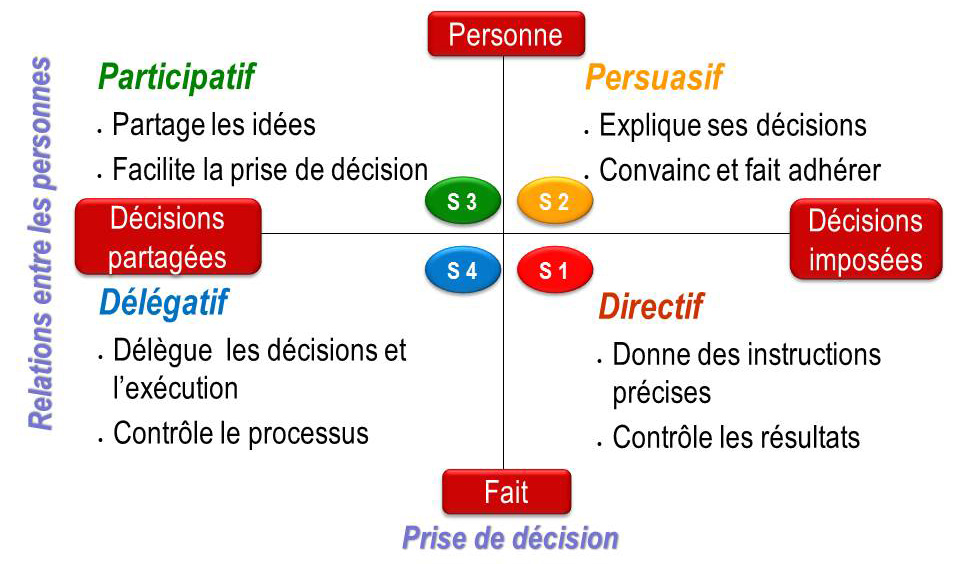 Personne
Relations entre les personnes
Participatif
• Partage les idées
• Facilite la prise de décision
Persuasif
• Explique ses décisions
• Convainc et fait adhérer
S 3
S 2
Décisions
partagées
Décisions
imposées
S 4
S 1
Délégatif
• Délègue les décisions et
l’exécution
• Contrôle le processus
Directif
• Donne des instructions
précises
• Contrôle les résultats
Fait
Prise de décision